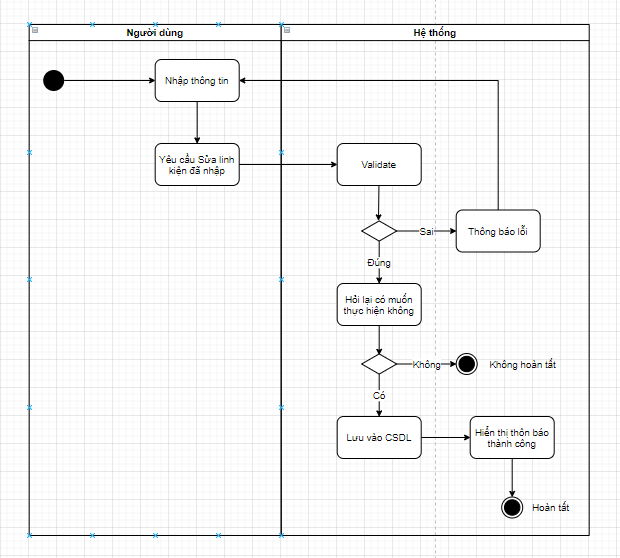 Người dùng
Hệ thống
Nhập thông tin
Yêu cầu Sửa linh
kiện đã nhập
Validate
Sai
Thông báo lỗi
Đúng
Hỏi lại có muốn
thực hiện không
Không
Không hoàn tất
Có
Lưu vào CSDL
Hiển thị thôn báo
thành công
Hoàn tất